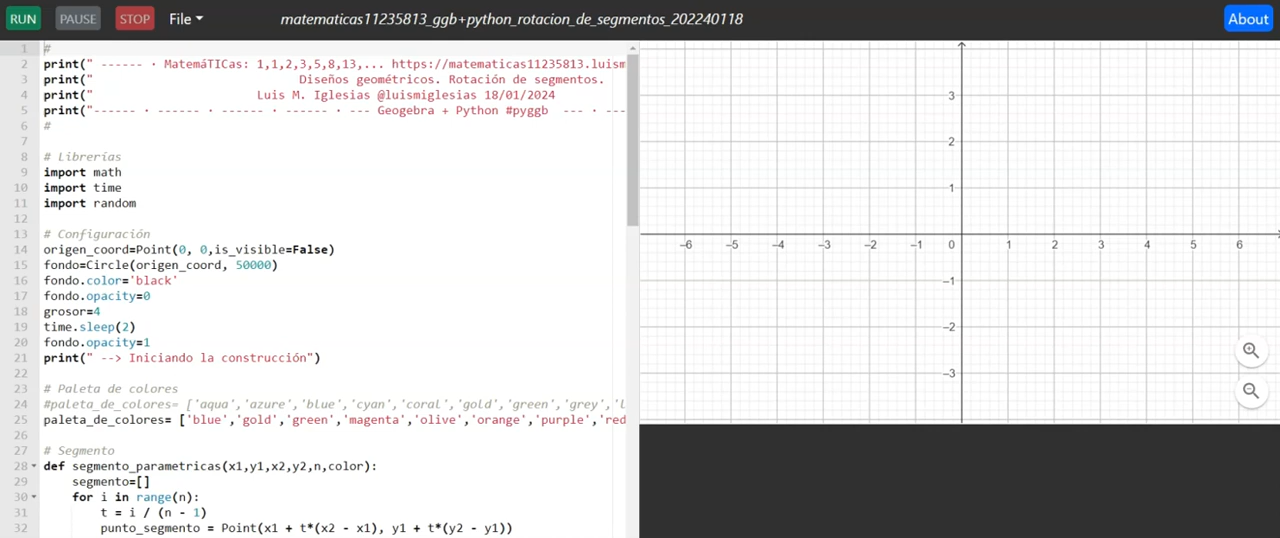 RUN PAUSE STOP File matematicas11235813_ggb+python_rotacion_de_segmentos_202240118 About
1 #
2 print(" ------ · MatemáTICas: 1,1,2,3,5,8,13,... https://matematicas11235813.luism
3 print(" Diseños geométricos. Rotación de segmentos.
4 print(" Luis M. Iglesias @luismiglesias 18/01/2024
5 print("------ · ------ · ------ · ------ · --- Geogebra + Python #pyggb --- · ---
6 #
7
8 # Librerías
9 import math
10 import time
11 import random
12
13 # Configuración
14 origen_coord=Point(0, 0,is_visible=False)
15 fondo=Circle(origen_coord, 50000)
16 fondo.color='black'
17 fondo.opacity=0
18 grosor=4
19 time.sleep(2)
20 fondo.opacity=1
21 print(" --> Iniciando la construcción")
22
23 # Paleta de colores
24 #paleta_de_colores= ['aqua','azure','blue','cyan','coral','gold','green','grey','l
25 paleta_de_colores= ['blue','gold','green','magenta','olive','orange','purple','red
26
27 # Segmento
28 def segmento_parametricas(x1,y1,x2,y2,n,color):
29 segmento=[]
30 for i in range(n):
31 t = i / (n - 1)
32 punto_segmento = Point(x1 + t*(x2 - x1), y1 + t*(y2 - y1))
3
2
1
–6 –5 –4 –3 –2 –1 0 1 2 3 4 5 6
–1
–2
–3